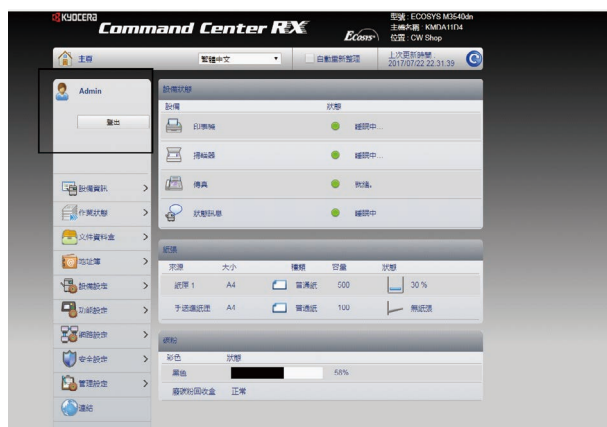 KYOCERA
Command Center RX
ECOSYS
型號 : ECOSYS M3540dn
主機名稱 : KMDA11D4
位置 : CW Shop
主頁
繁體中文
自動重新整理
上次更新時間
2017/07/22 22:31:39
Admin
登出
設備資訊
作業狀態
文件資料盒
地址簿
設備設定
功能設定
網路設定
安全設定
管理設定
連結
設備狀態
設備 狀態
印表機 睡眠中...
掃描器 睡眠中...
傳真 就緒。
狀態訊息 睡眠中
紙張
來源 大小 種類 容量 狀態
紙匣 1 A4 普通紙 500 30 %
手送進紙匣 A4 普通紙 100 無紙張
碳粉
彩色 狀態
黑色 58%
廢碳粉回收盒 正常